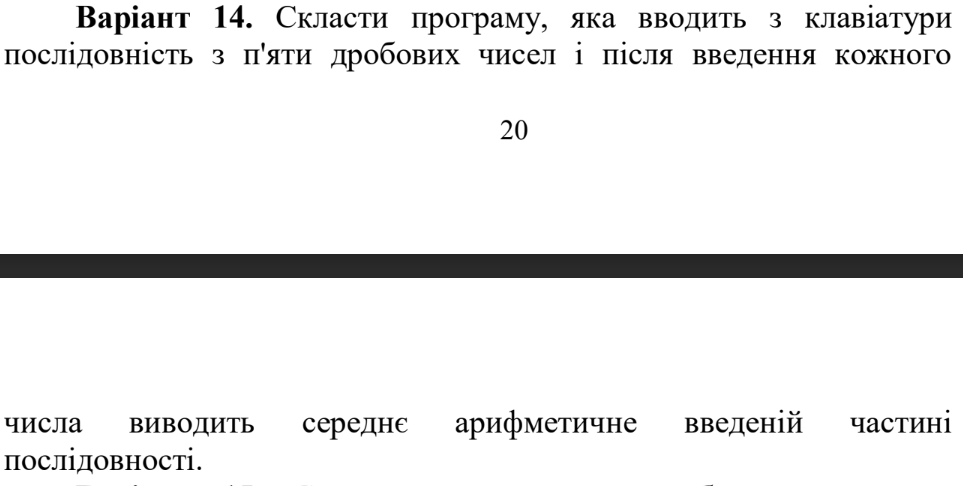 Варіант 14. Скласти програму, яка вводить з клавіатури
послідовність з п'яти дробових чисел і після введення кожного
20
числа виводить середнє арифметичне введеній частині
послідовності.